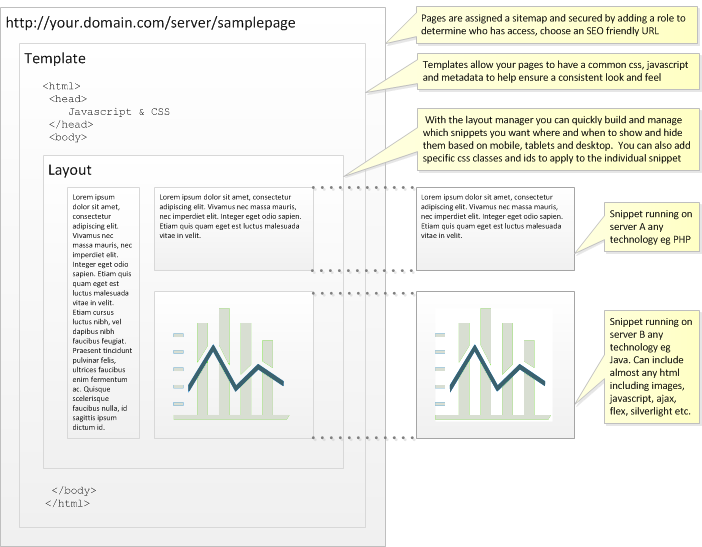 http://your.domain.com/server/samplepage
Pages are assigned a sitemap and secured by adding a role to
determine who has access, choose an SEO friendly URL
Template
Templates allow your pages to have a common css, javascript
and metadata to help ensure a consistent look and feel
<html>
<head>
Javascript & CSS
</head>
<body>
With the layout manager you can quickly build and manage
which snippets you want where and when to show and hide
them based on mobile, tablets and desktop.  You can also add
specific css classes and ids to apply to the individual snippet
Layout
Lorem ipsum
dolor sit amet,
consectetur
adipiscing elit.
Vivamus nec
massa mauris, nec
imperdiet elit.
Integer eget odio
sapien. Etiam quis
quam eget est
luctus malesuada
vitae in velit.
Etiam cursus
luctus nibh, vel
dapibus nibh
faucibus feugiat.
Praesent tincidunt
pulvinar felis,
ultrices faucibus
enim fermentum
ac. Quisque
scelerisque
faucibus nulla, id
sagittis ipsum
dictum id.
Lorem ipsum dolor sit amet, consectetur
adipiscing elit. Vivamus nec massa mauris,
nec imperdiet elit. Integer eget odio sapien.
Etiam quis quam eget est luctus malesuada
vitae in velit.
Lorem ipsum dolor sit amet, consectetur
adipiscing elit. Vivamus nec massa mauris,
nec imperdiet elit. Integer eget odio sapien.
Etiam quis quam eget est luctus malesuada
vitae in velit.
Snippet running on
server A any
technology eg PHP
Snippet running on
server B any
technology eg
Java. Can include
almost any html
including images,
javascript, ajax,
flex, silverlight etc.
</body>
</html>